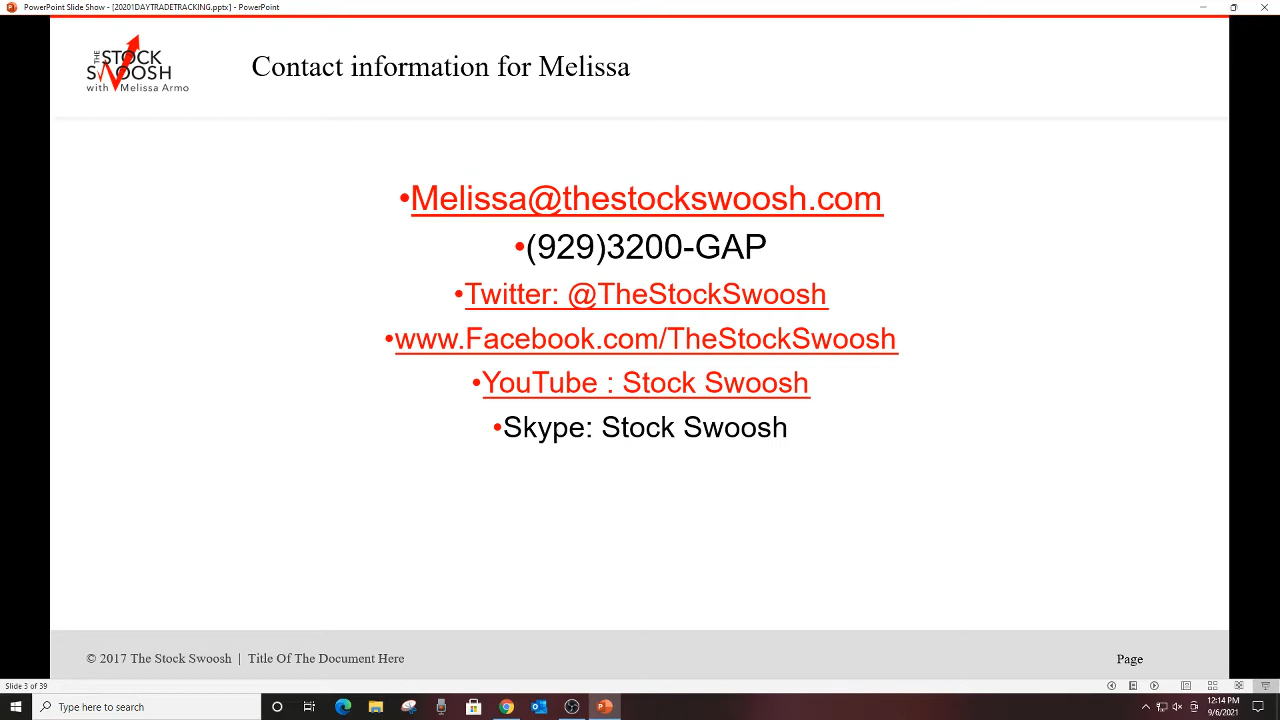 PowerPoint Slide Show - [20201DAYTRADETRACKING.pptx] - PowerPoint
THE STOCK
SWOOSH
with Melissa Armo
Contact information for Melissa
•Melissa@thestockswoosh.com
•(929)3200-GAP
•Twitter: @TheStockSwoosh
•www.Facebook.com/TheStockSwoosh
•YouTube : Stock Swoosh
•Skype: Stock Swoosh
© 2017 The Stock Swoosh | Title Of The Document Here
Page
Slide 3 of 39
Type here to search
12:14 PM
9/6/2021